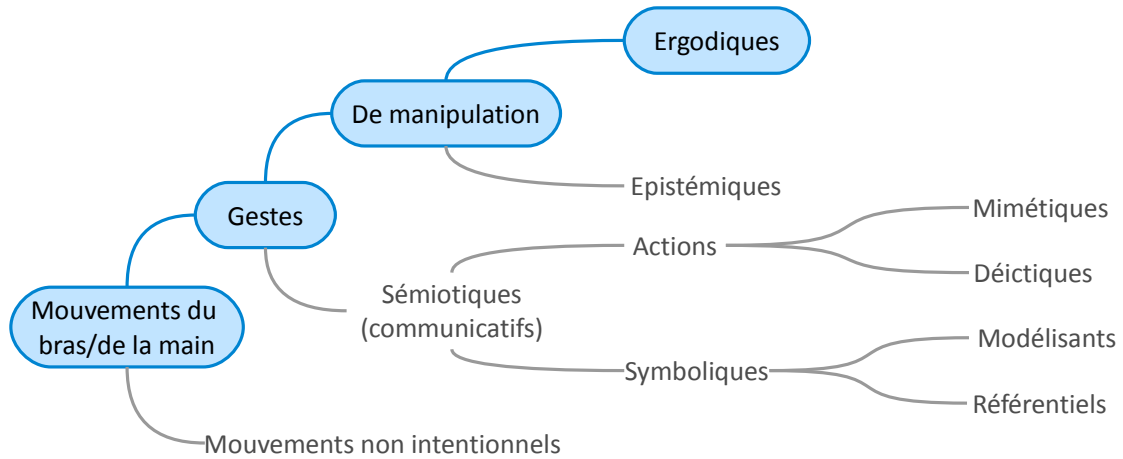 Ergodiques
De manipulation
Epistémiques
Mimétiques
Gestes
Actions
Déictiques
Sémiotiques
(communicatifs)
Mouvements du
bras/de la main
Modélisants
Symboliques
Référentiels
Mouvements non intentionnels